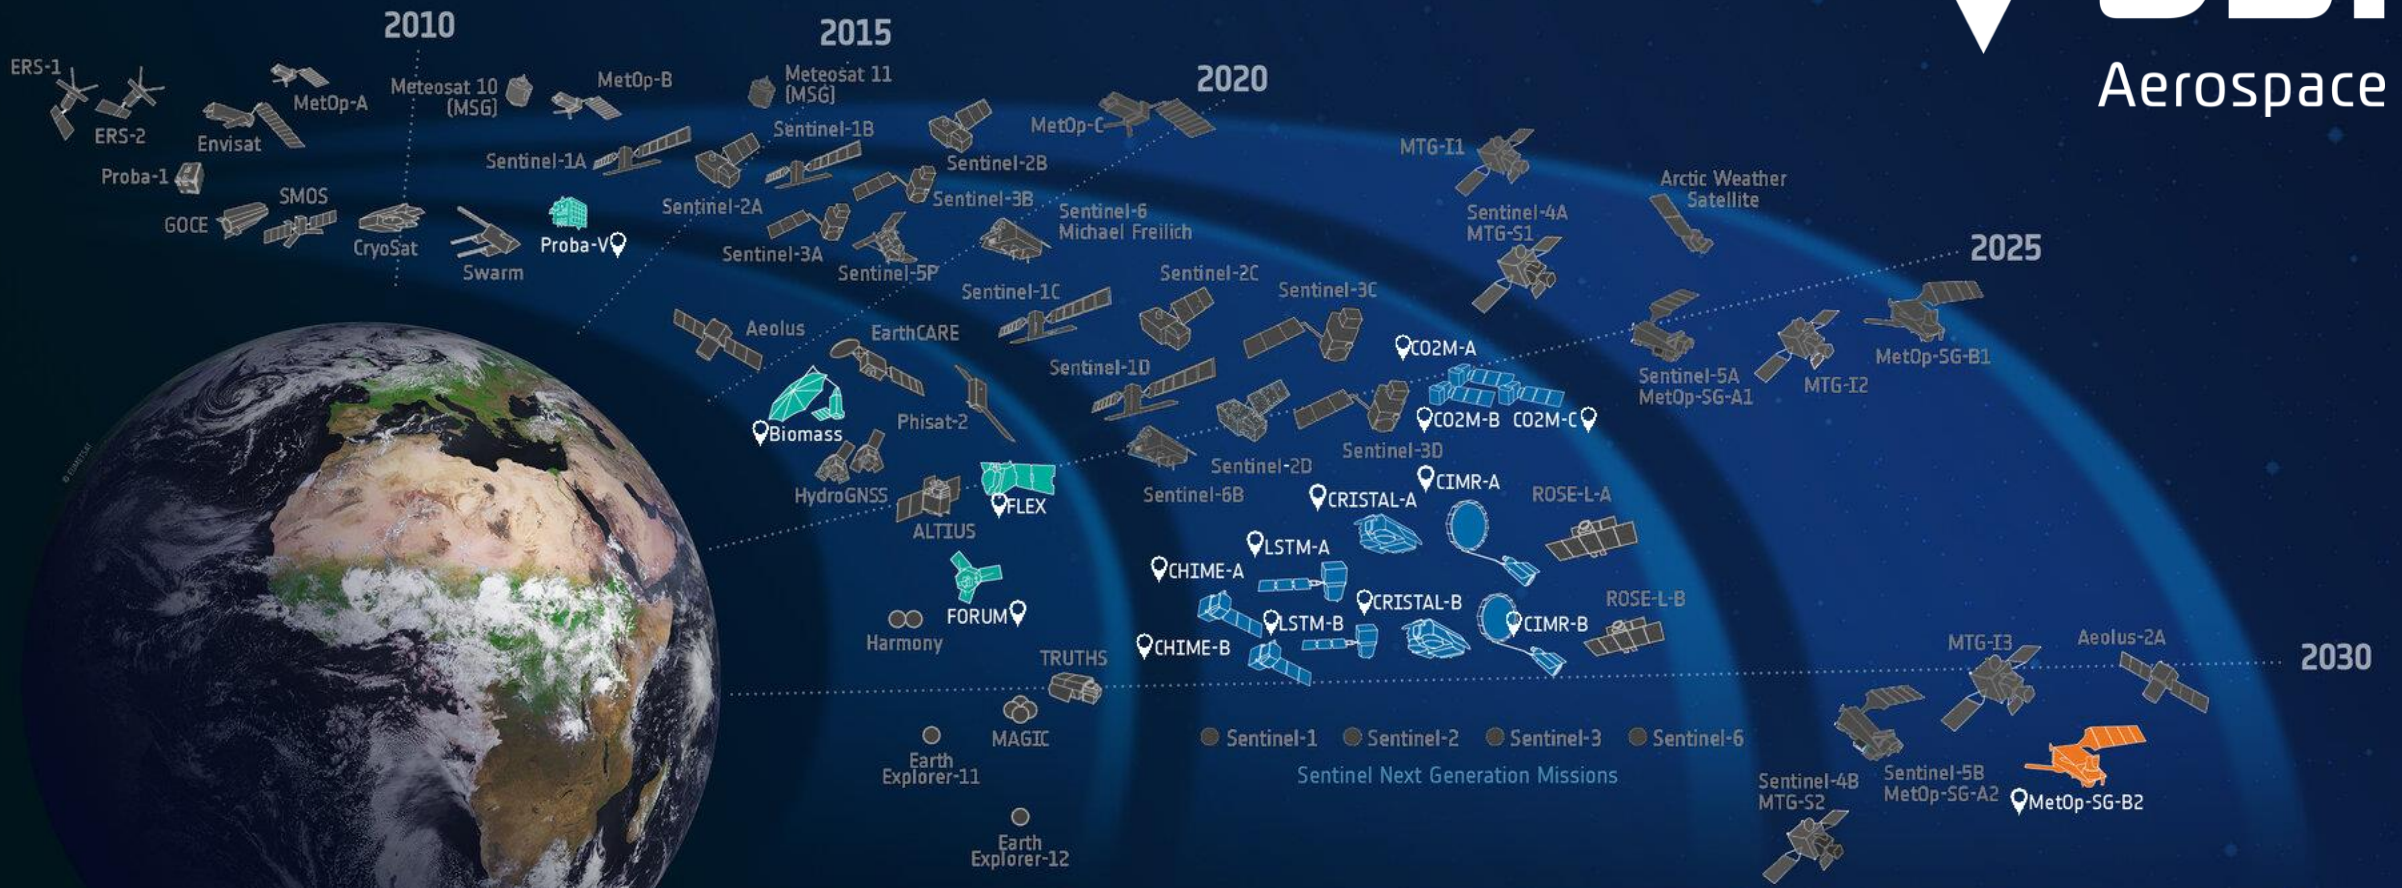 2010
2015
2020
2025
2030
Aerospace
ERS-1
ERS-2
MetOp-A
Envisat
Meteosat 10
(MSG)
MetOp-B
Meteosat 11
(MSG)
Proba-1
GOCE
SMOS
CryoSat
Swarm
Proba-V
Sentinel-1A
Sentinel-2A
Sentinel-1B
Sentinel-3A
Sentinel-5P
Sentinel-2B
Sentinel-3B
MetOp-C
Sentinel-6
Michael Freilich
MTG-I1
Sentinel-4A
MTG-S1
Arctic Weather
Satellite
Aeolus
EarthCARE
Biomass
Phisat-2
HydroGNSS
ALTIUS
FLEX
FORUM
Harmony
TRUTHS
MAGIC
Earth
Explorer-11
Earth
Explorer-12
Sentinel-1C
Sentinel-2C
Sentinel-3C
Sentinel-1D
Sentinel-2D
Sentinel-3D
Sentinel-6B
CO2M-A
CO2M-B
CO2M-C
Sentinel-5A
MetOp-SG-A1
MTG-I2
MetOp-SG-B1
CRISTAL-A
CIMR-A
ROSE-L-A
LSTM-A
CHIME-A
CRISTAL-B
LSTM-B
CIMR-B
ROSE-L-B
CHIME-B
Sentinel-1
Sentinel-2
Sentinel-3
Sentinel-6
Sentinel Next Generation Missions
MTG-I3
Aeolus-2A
Sentinel-4B
MTG-S2
Sentinel-5B
MetOp-SG-A2
MetOp-SG-B2
© EUMETSAT